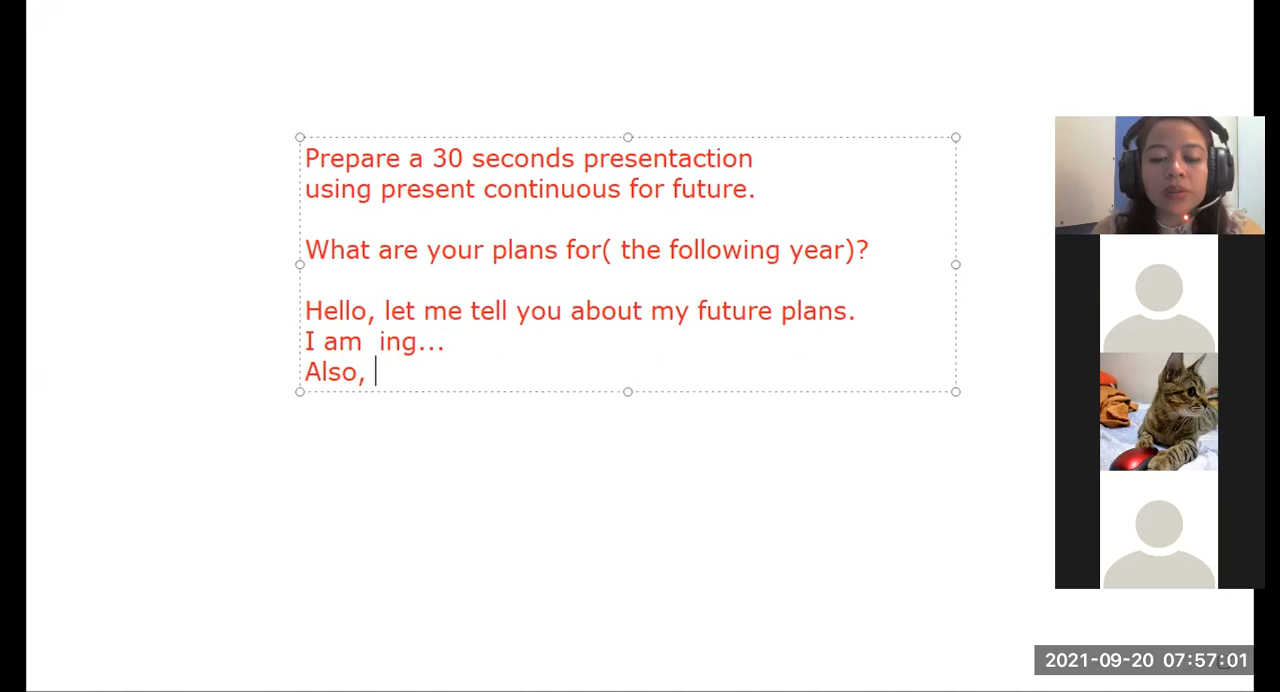 Prepare a 30 seconds presentaction
using present continuous for future.
What are your plans for( the following year)?
Hello, let me tell you about my future plans.
I am  ing...
Also,
2021-09-20 07:57:01